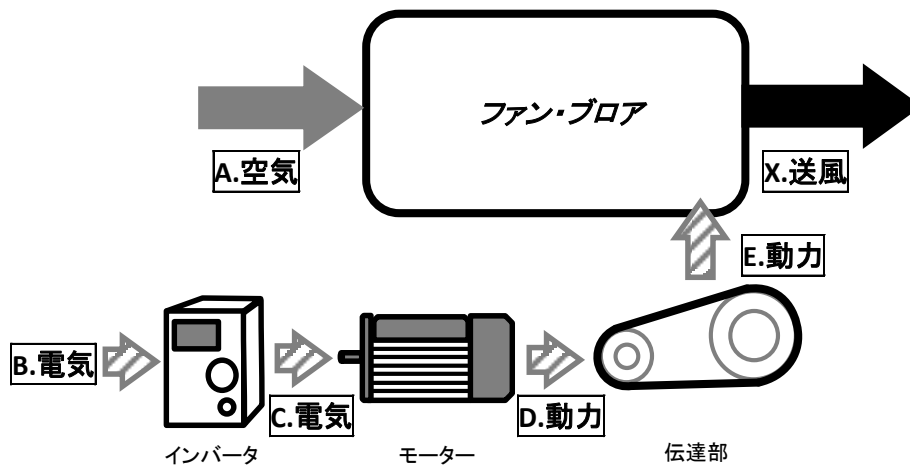 ファン・ブロア
A.空気
X.送風
E.動力
B.電気
C.電気
D.動力
インバータ
モーター
伝達部